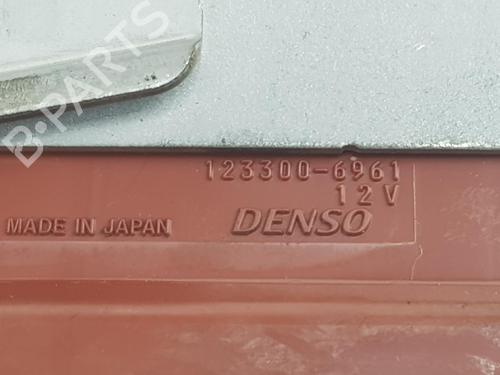 B-PARTS
123300-6961
12V
MADE IN JAPAN DENSO